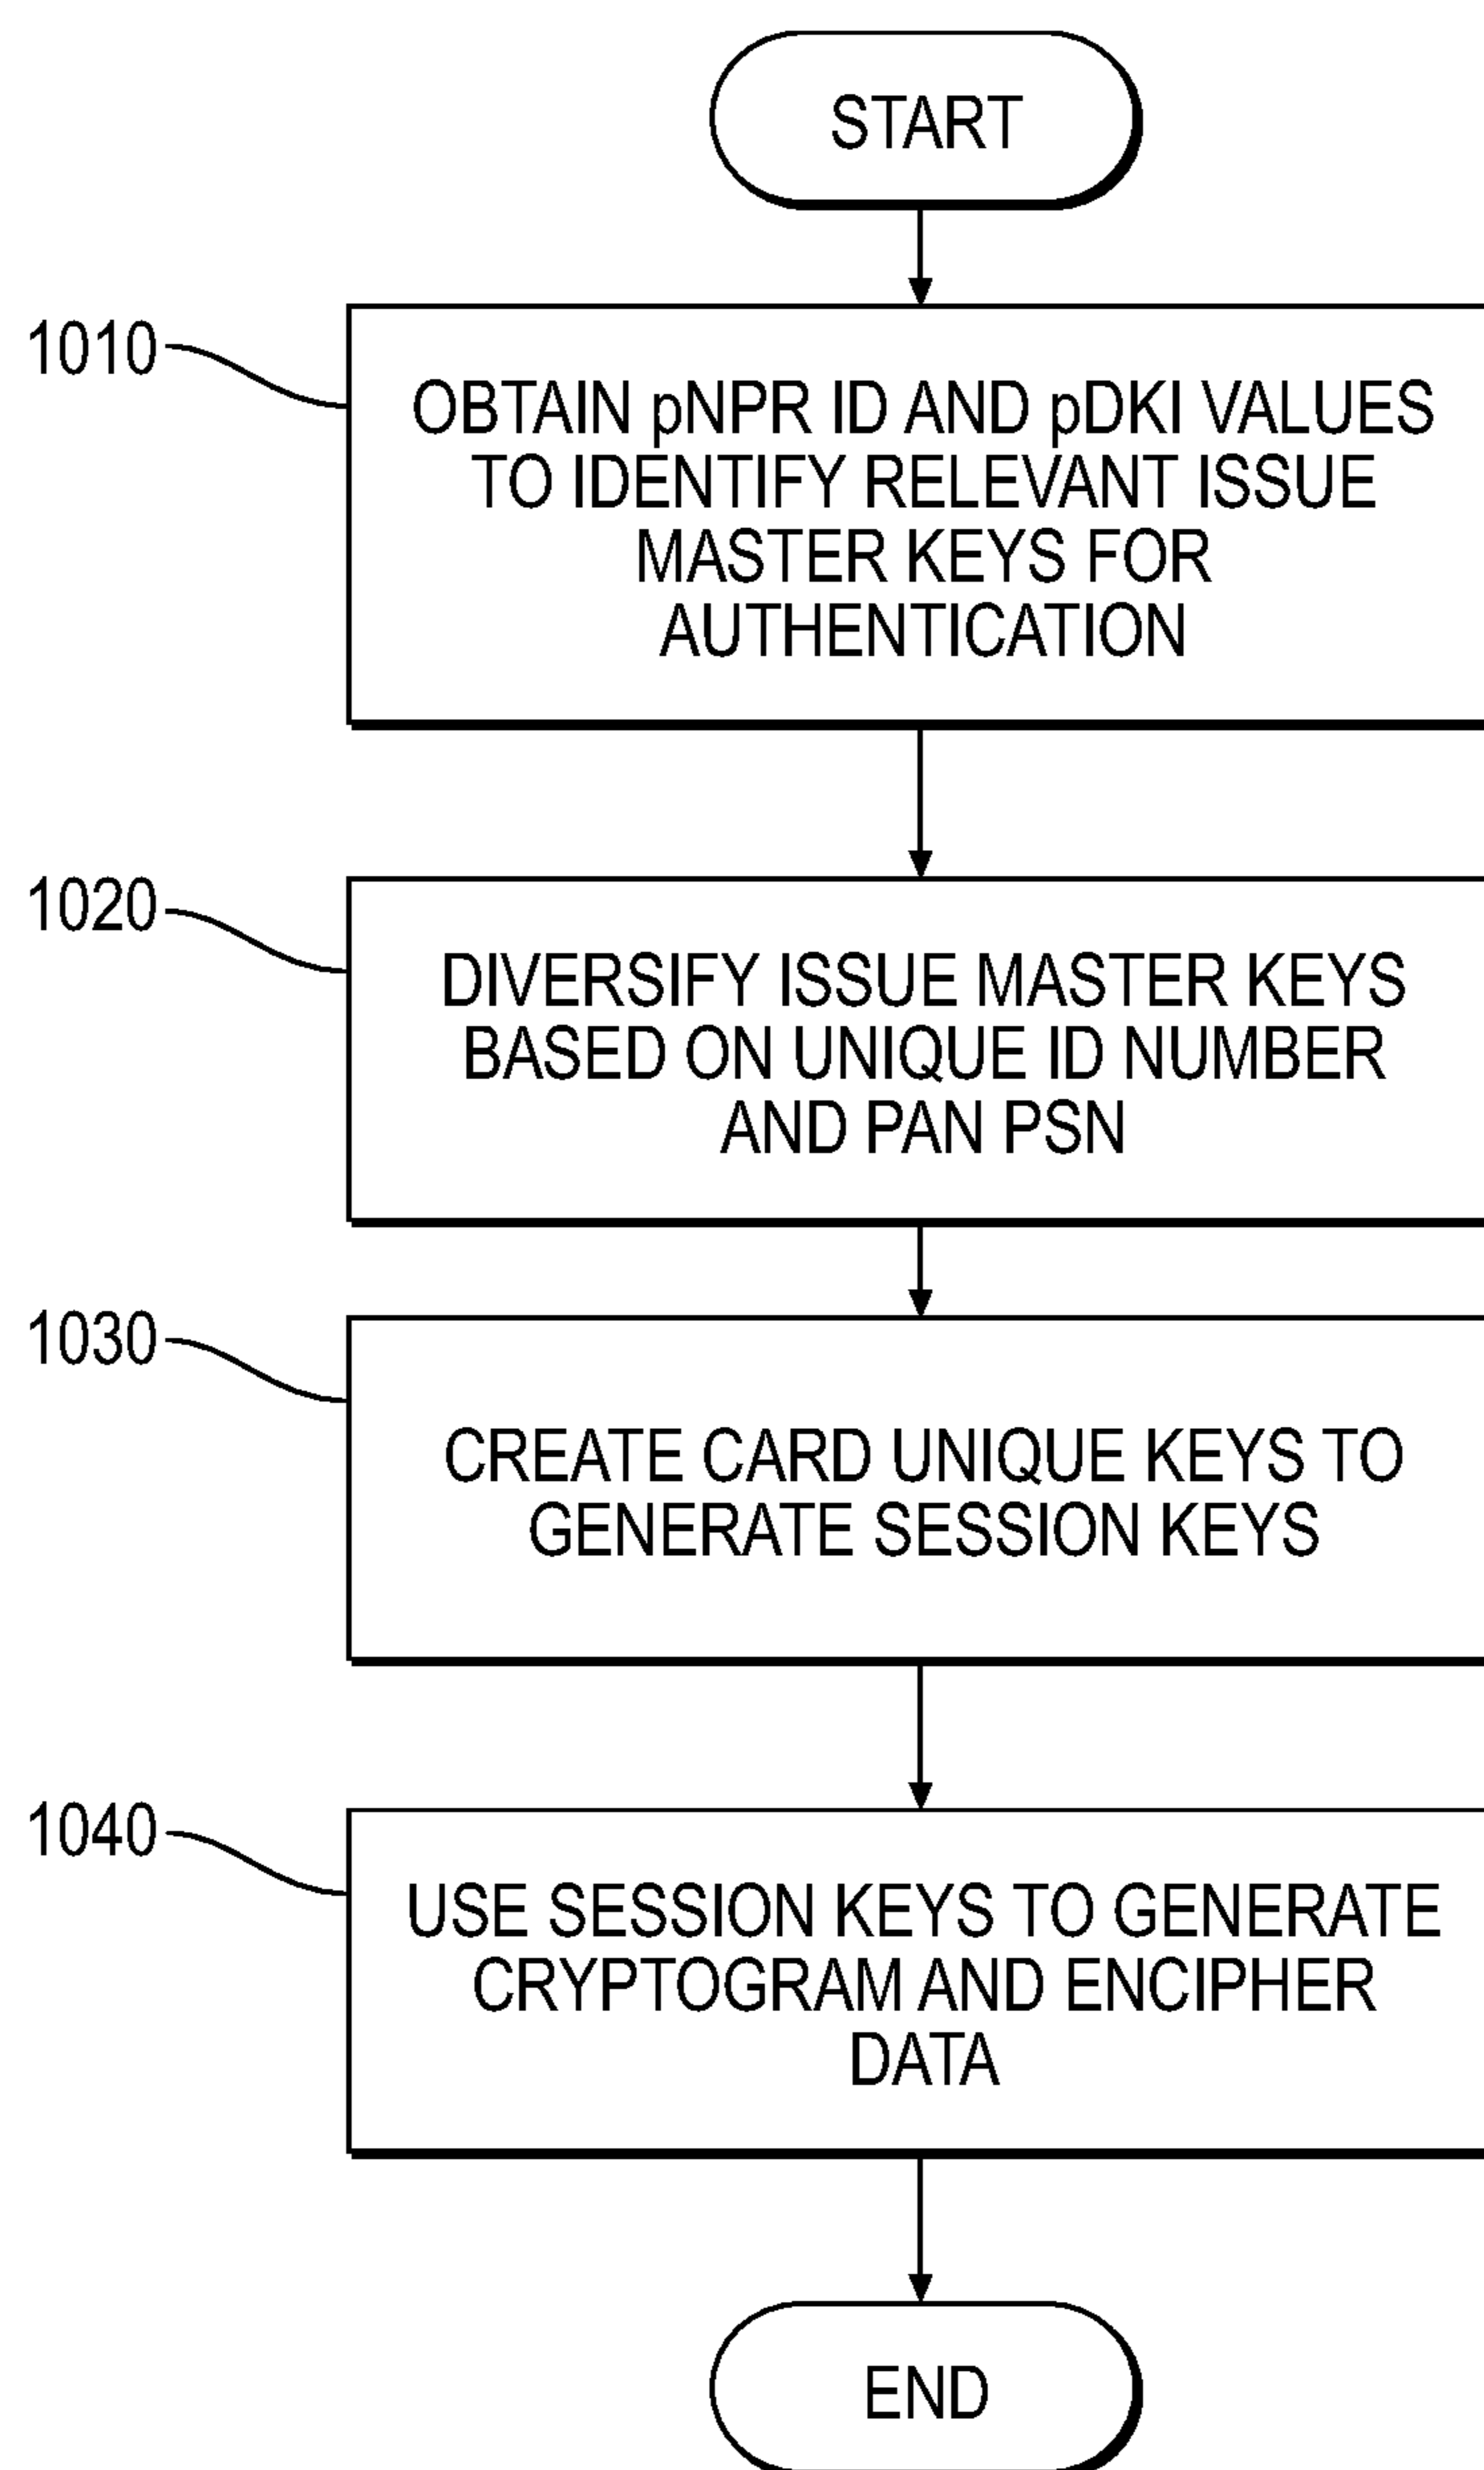 START
1010
OBTAIN pNPR ID AND pDKI VALUES
TO IDENTIFY RELEVANT ISSUE
MASTER KEYS FOR
AUTHENTICATION
1020
DIVERSIFY ISSUE MASTER KEYS
BASED ON UNIQUE ID NUMBER
AND PAN PSN
1030
CREATE CARD UNIQUE KEYS TO
GENERATE SESSION KEYS
1040
USE SESSION KEYS TO GENERATE
CRYPTOGRAM AND ENCIPHER
DATA
END